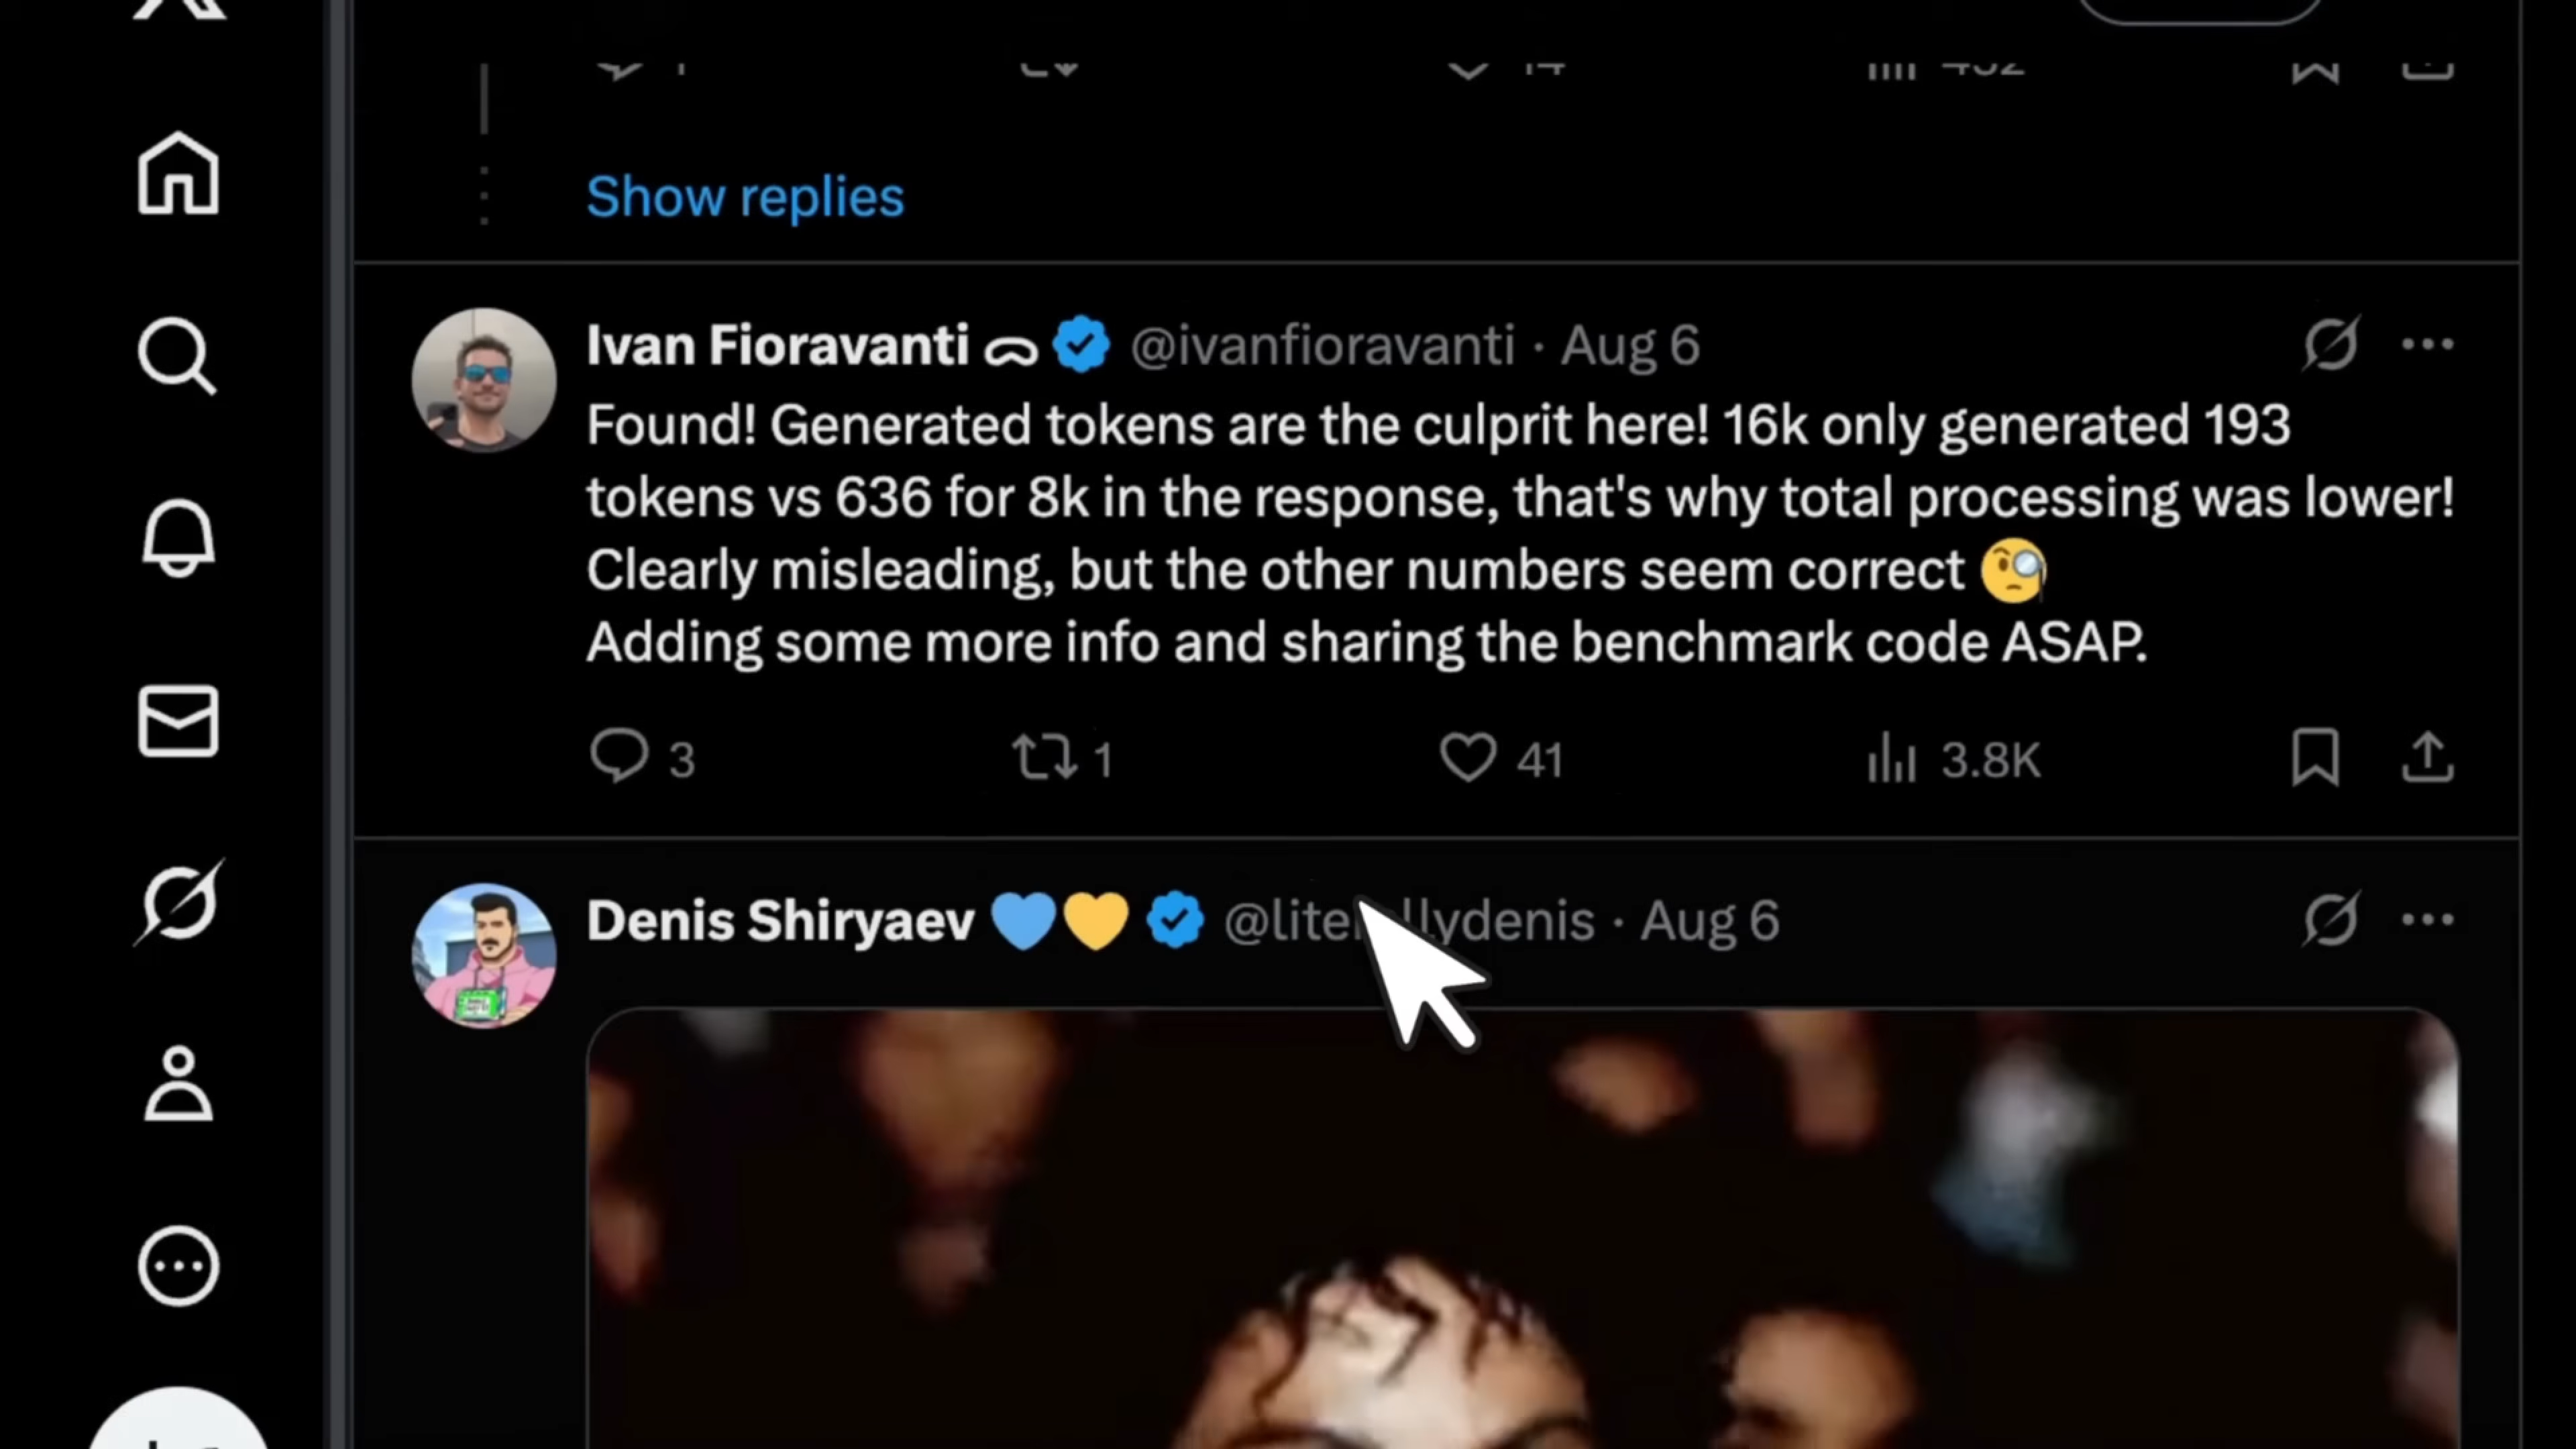 Show replies
Ivan Fioravanti @ivanfioravanti · Aug 6
Found! Generated tokens are the culprit here! 16k only generated 193
tokens vs 636 for 8k in the response, that's why total processing was lower!
Clearly misleading, but the other numbers seem correct 🧐
Adding some more info and sharing the benchmark code ASAP.
3 1 41 3.8K
Denis Shiryaev 💙💛 · Aug 6